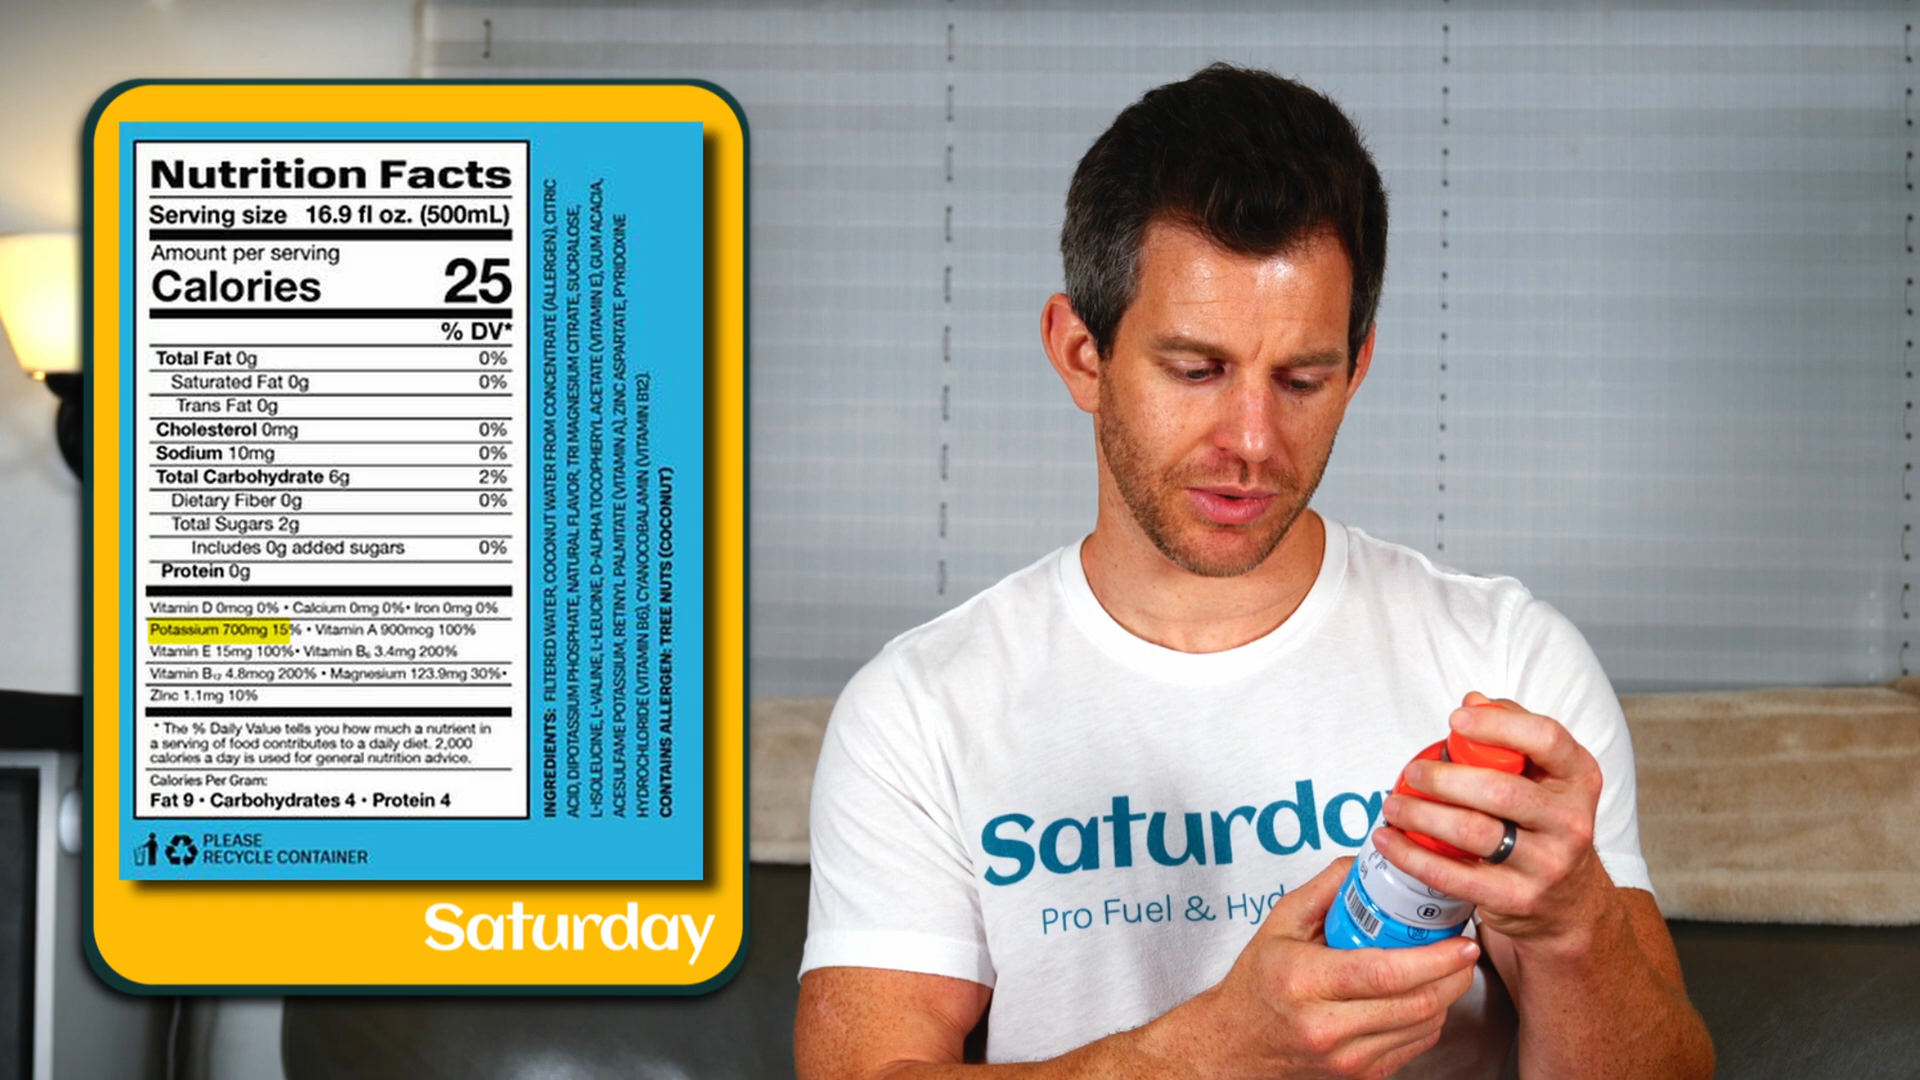 Nutrition Facts
Serving size 16.9 fl oz. (500mL)
Amount per serving
Calories 25
% DV*
Total Fat 0g 0%
Saturated Fat 0g 0%
Trans Fat 0g
Cholesterol 0mg 0%
Sodium 10mg 0%
Total Carbohydrate 6g 2%
Dietary Fiber 0g 0%
Total Sugars 2g
Includes 0g added sugars 0%
Protein 0g
Vitamin D 0mcg 0% • Calcium 0mg 0% • Iron 0mg 0%
Potassium 700mg 15% • Vitamin A 900mcg 100%
Vitamin E 15mg 100% • Vitamin B₆ 3.4mg 200%
Vitamin B₁₂ 4.8mcg 200% • Magnesium 123.9mg 30% •
Zinc 1.1mg 10%
* The % Daily Value tells you how much a nutrient in
a serving of food contributes to a daily diet. 2,000
calories a day is used for general nutrition advice.
Calories Per Gram:
Fat 9 • Carbohydrates 4 • Protein 4
PLEASE
RECYCLE CONTAINER
INGREDIENTS: FILTERED WATER, COCONUT WATER FROM CONCENTRATE (ALLERGEN), CITRIC
ACID, DIPOTASSIUM PHOSPHATE, NATURAL FLAVOR, TRI MAGNESIUM CITRATE, SUCRALOSE,
L-ISOLEUCINE, L-VALINE, L-LEUCINE, D-ALPHA TOCOPHERYL ACETATE (VITAMIN E), GUM ACACIA,
ACESULFAME POTASSIUM, RETINYL PALMITATE (VITAMIN A), ZINC ASPARTATE, PYRIDOXINE
HYDROCHLORIDE (VITAMIN B6), CYANOCOBALAMIN (VITAMIN B12).
CONTAINS ALLERGEN: TREE NUTS (COCONUT)
Saturday
Saturda
Pro Fuel & Hyd
B